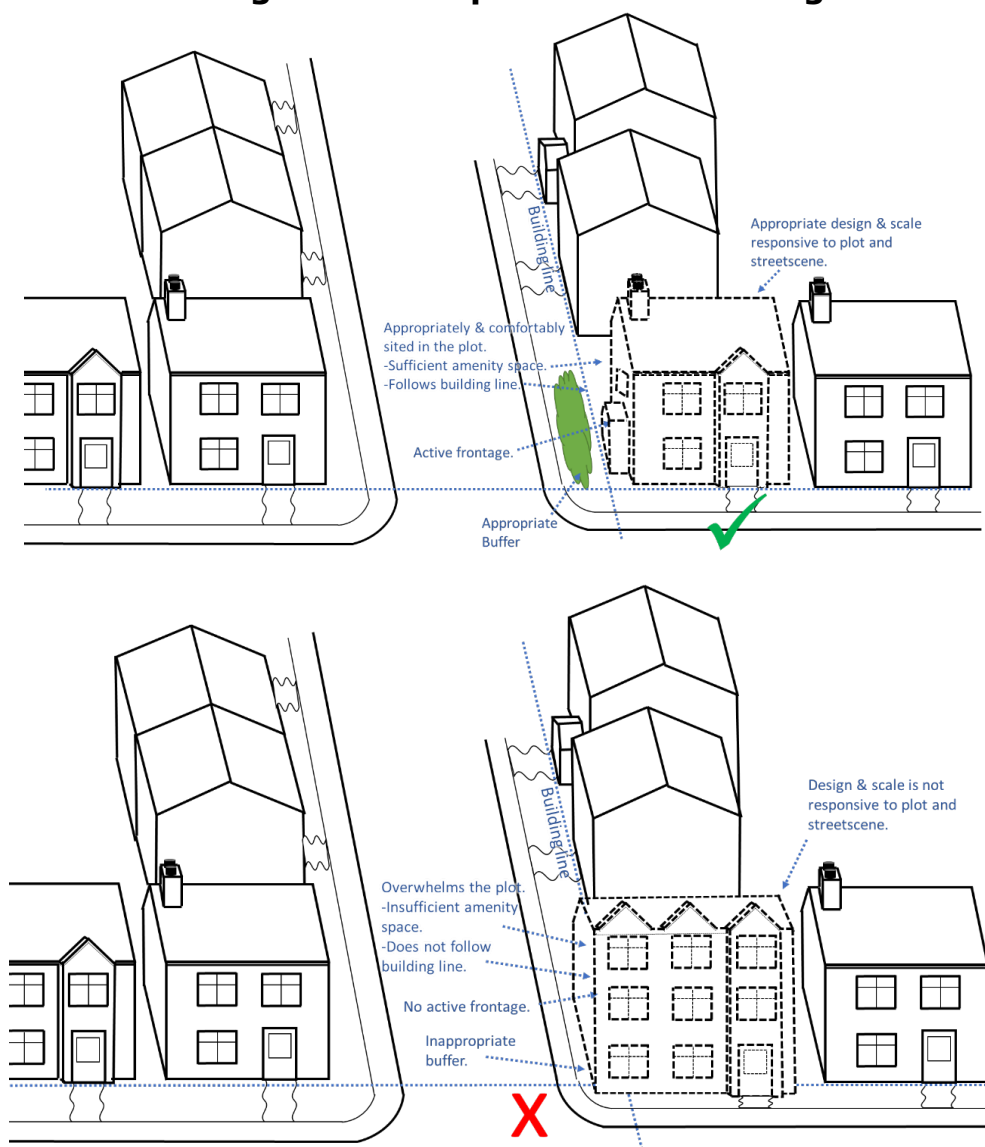 Building line
Appropriate design & scale
responsive to plot and
streetscene.
Appropriately & comfortably
sited in the plot.
-Sufficient amenity space.
-Follows building line.
Active frontage.
Appropriate
Buffer
Building line
Design & scale is not
responsive to plot and
streetscene.
Overwhelms the plot.
-Insufficient amenity
space.
-Does not follow
building line.
No active frontage.
Inappropriate
buffer.
X